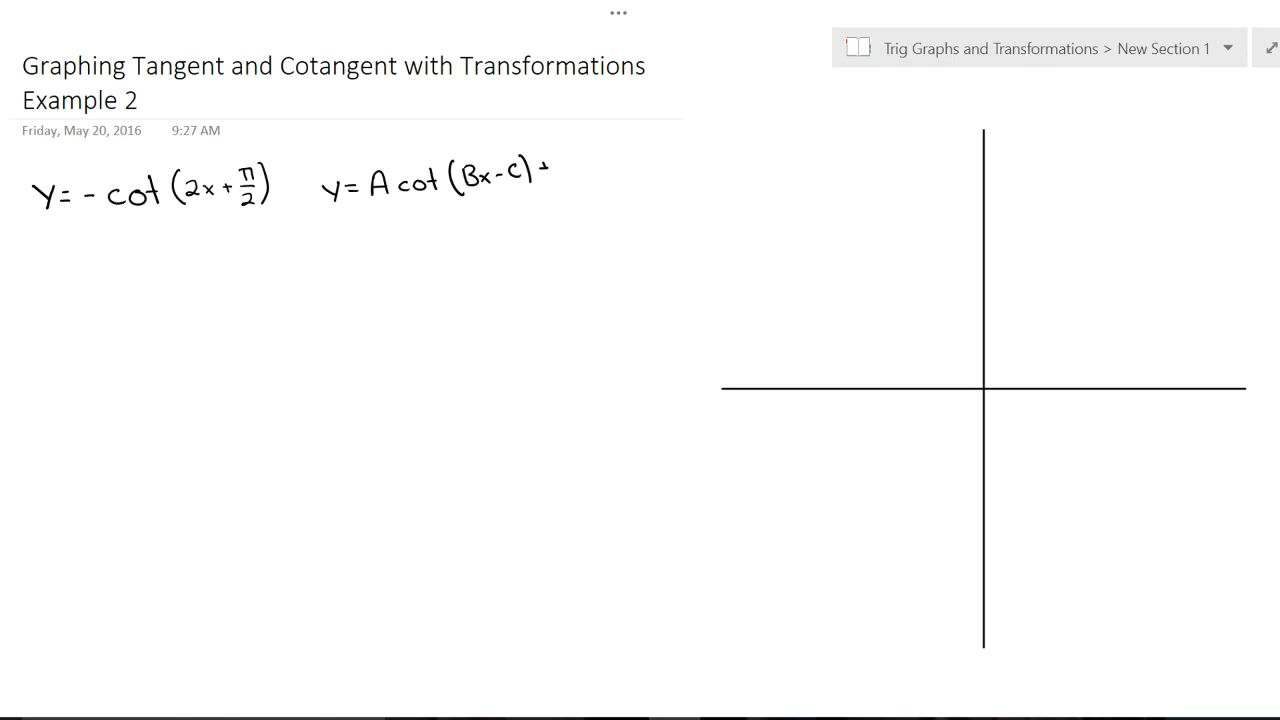 ...
Trig Graphs and Transformations > New Section 1
Graphing Tangent and Cotangent with Transformations
Example 2
Friday, May 20, 2016 9:27 AM
y = - cot (2x + π/2) y = A cot (Bx - C) +